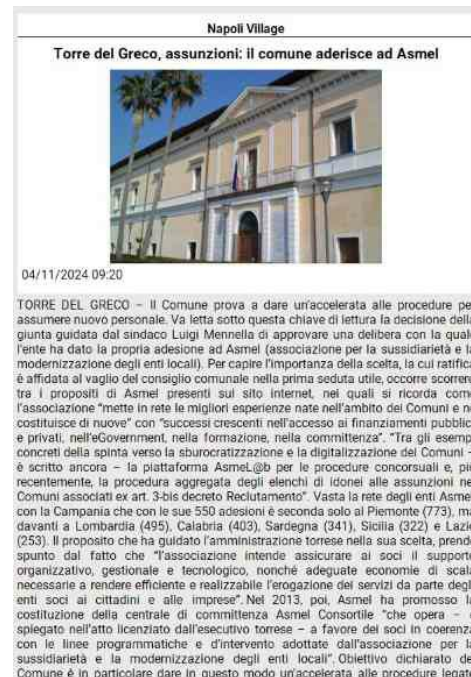 Napoli Village
Torre del Greco, assunzioni: il comune aderisce ad Asmel
04/11/2024 09:20
TORRE DEL GRECO – Il Comune prova a dare un'accelerata alle procedure per
assumere nuovo personale. Va letta sotto questa chiave di lettura la decisione della
giunta guidata dal sindaco Luigi Mennella di approvare una delibera con la quale
l'ente ha dato la propria adesione ad Asmel (associazione per la sussidiarietà e la
modernizzazione degli enti locali). Per capire l'importanza della scelta, la cui ratifica
è affidata al vaglio del consiglio comunale nella prima seduta utile, occorre scorrere
tra i propositi di Asmel presenti sul sito internet, nei quali si ricorda come
l'associazione "mette in rete le migliori esperienze nate nell'ambito dei Comuni e ne
costituisce di nuove" con "successi crescenti nell'accesso ai finanziamenti pubblici
e privati, nell'eGovernment, nella formazione, nella committenza". "Tra gli esempi
concreti della spinta verso la sburocratizzazione e la digitalizzazione dei Comuni –
è scritto ancora – la piattaforma AsmeL@b per le procedure concorsuali e, più
recentemente, la procedura aggregata degli elenchi di idonei alle assunzioni nei
Comuni associati ex art. 3-bis decreto Reclutamento". Vasta la rete degli enti Asmel
con la Campania che con le sue 550 adesioni è seconda solo al Piemonte (773), ma
davanti a Lombardia (495), Calabria (403), Sardegna (341), Sicilia (322) e Lazio
(253). Il proposito che ha guidato l'amministrazione torrese nella sua scelta, prende
spunto dal fatto che "l'associazione intende assicurare ai soci il supporto
organizzativo, gestionale e tecnologico, nonché adeguate economie di scala
necessarie a rendere efficiente e realizzabile l'erogazione dei servizi da parte degli
enti soci ai cittadini e alle imprese". Nel 2013, poi, Asmel ha promosso la
costituzione della centrale di committenza Asmel Consortile "che opera – è
spiegato nell'atto licenziato dall'esecutivo torrese – a favore dei soci in coerenza
con le linee programmatiche e d'intervento adottate dall'associazione per la
sussidiarietà e la modernizzazione degli enti locali". Obiettivo dichiarato del
Comune è in particolare dare in questo modo un'accelerata alle procedure legate